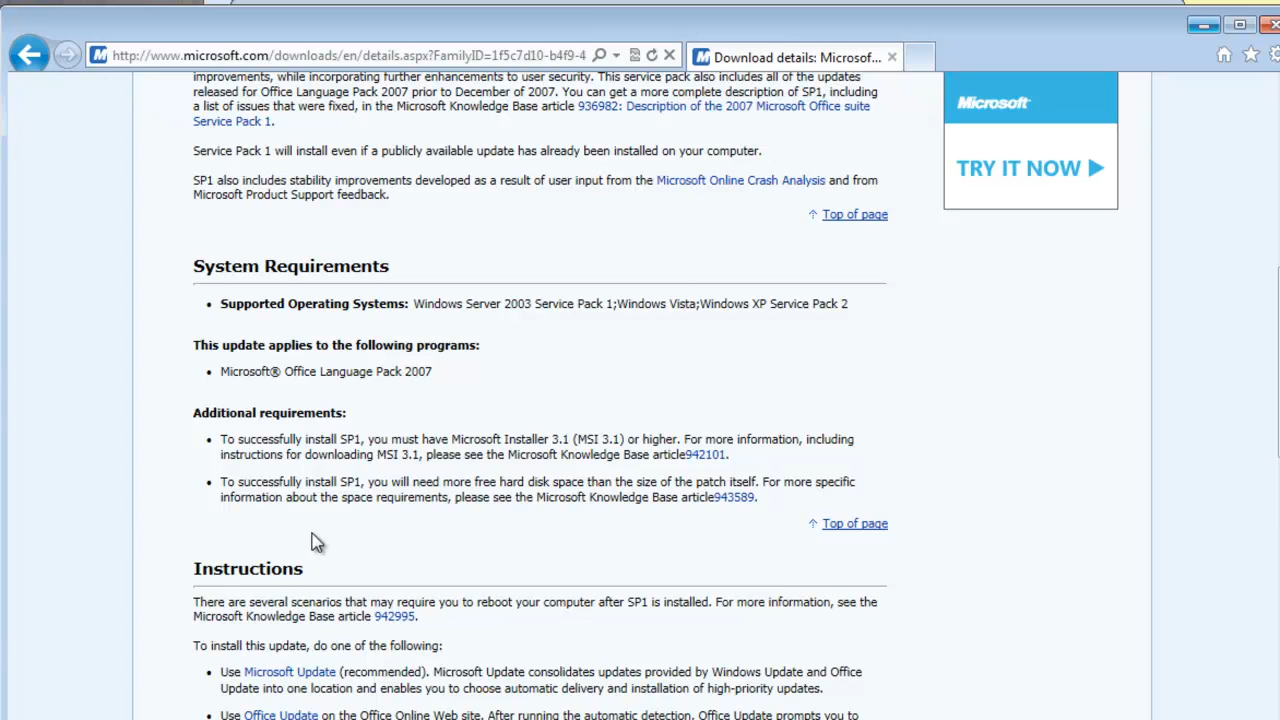 http://www.microsoft.com/downloads/en/details.aspx?FamilyID=1f5c7d10-b4f9-4
Download details: Microsof...
improvements, while incorporating further enhancements to user security. This service pack also includes all of the updates
released for Office Language Pack 2007 prior to December of 2007. You can get a more complete description of SP1, including
a list of issues that were fixed, in the Microsoft Knowledge Base article 936982: Description of the 2007 Microsoft Office suite
Service Pack 1.
Microsoft
TRY IT NOW
Service Pack 1 will install even if a publicly available update has already been installed on your computer.
SP1 also includes stability improvements developed as a result of user input from the Microsoft Online Crash Analysis and from
Microsoft Product Support feedback.
Top of page
System Requirements
• Supported Operating Systems: Windows Server 2003 Service Pack 1;Windows Vista;Windows XP Service Pack 2
This update applies to the following programs:
• Microsoft® Office Language Pack 2007
Additional requirements:
• To successfully install SP1, you must have Microsoft Installer 3.1 (MSI 3.1) or higher. For more information, including
instructions for downloading MSI 3.1, please see the Microsoft Knowledge Base article942101.
• To successfully install SP1, you will need more free hard disk space than the size of the patch itself. For more specific
information about the space requirements, please see the Microsoft Knowledge Base article943589.
Top of page
Instructions
There are several scenarios that may require you to reboot your computer after SP1 is installed. For more information, see the
Microsoft Knowledge Base article 942995.
To install this update, do one of the following:
• Use Microsoft Update (recommended). Microsoft Update consolidates updates provided by Windows Update and Office
Update into one location and enables you to choose automatic delivery and installation of high-priority updates.
• Use Office Update on the Office Online Web site. After running the automatic detection, Office Update prompts you to